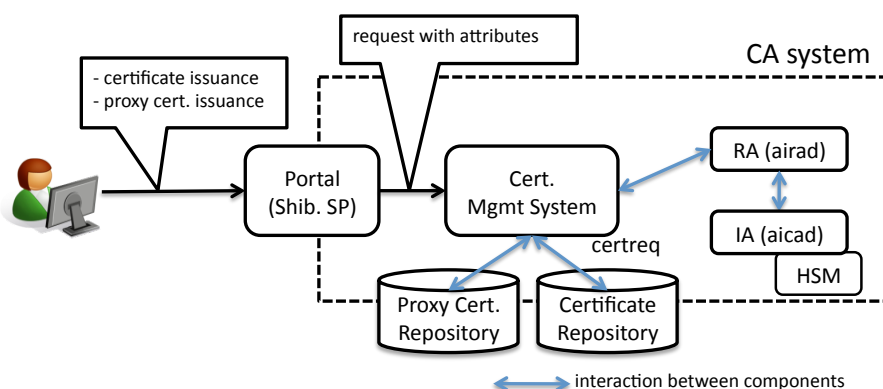 request with attributes
CA system
- certificate issuance
- proxy cert. issuance
Portal
(Shib. SP)
Cert.
Mgmt System
RA (airad)
IA (aicad)
HSM
certreq
Proxy Cert.
Repository
Certificate
Repository
interaction between components